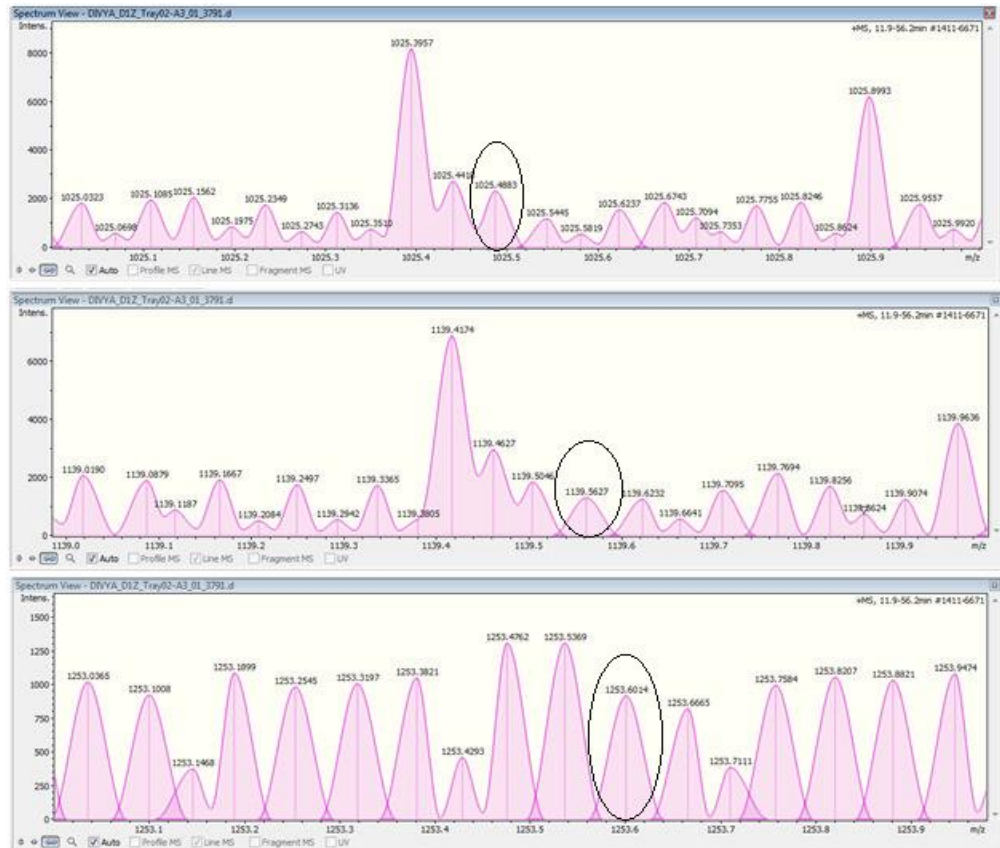 Spectrum View - DIVYA_D1Z_Tray02-A3_01_3791.d
Intens.
+MS, 11.9-56.2min #1411-6671
1025.3957
8000
1025.8993
6000
4000
1025.4410
1025.0323 1025.1085 1025.1562 1025.2349 1025.3136 1025.4883 1025.6237 1025.6743 1025.7755 1025.8246 1025.9557
2000
1025.0698 1025.1975 1025.2743 1025.3510 1025.5445 1025.5819 1025.7094 1025.7353 1025.8624 1025.9920
0
1025.1 1025.2 1025.3 1025.4 1025.5 1025.6 1025.7 1025.8 1025.9 m/z
Auto Profile MS Line MS Fragment MS UV
Spectrum View - DIVYA_D1Z_Tray02-A3_01_3791.d
Intens.
+MS, 11.9-56.2min #1411-6671
1139.4174
6000
1139.9636
4000
1139.4627
1139.0190 1139.0879 1139.1667 1139.2497 1139.3365 1139.5046 1139.5627 1139.6232 1139.7095 1139.7694 1139.8256 1139.9074
2000
1139.1187 1139.2084 1139.2942 1139.3805 1139.6641 1139.8624
0
1139.0 1139.1 1139.2 1139.3 1139.4 1139.5 1139.6 1139.7 1139.8 1139.9 m/z
Auto Profile MS Line MS Fragment MS UV
Spectrum View - DIVYA_D1Z_Tray02-A3_01_3791.d
Intens.
+MS, 11.9-56.2min #1411-6671
1500
1253.4762 1253.5369
1250
1253.0365 1253.1008 1253.1899 1253.2545 1253.3197 1253.3821 1253.6014 1253.6665 1253.7584 1253.8207 1253.8821 1253.9474
1000
750
1253.1468 1253.4293 1253.7111
500
250
0
1253.1 1253.2 1253.3 1253.4 1253.5 1253.6 1253.7 1253.8 1253.9 m/z
Auto Profile MS Line MS Fragment MS UV